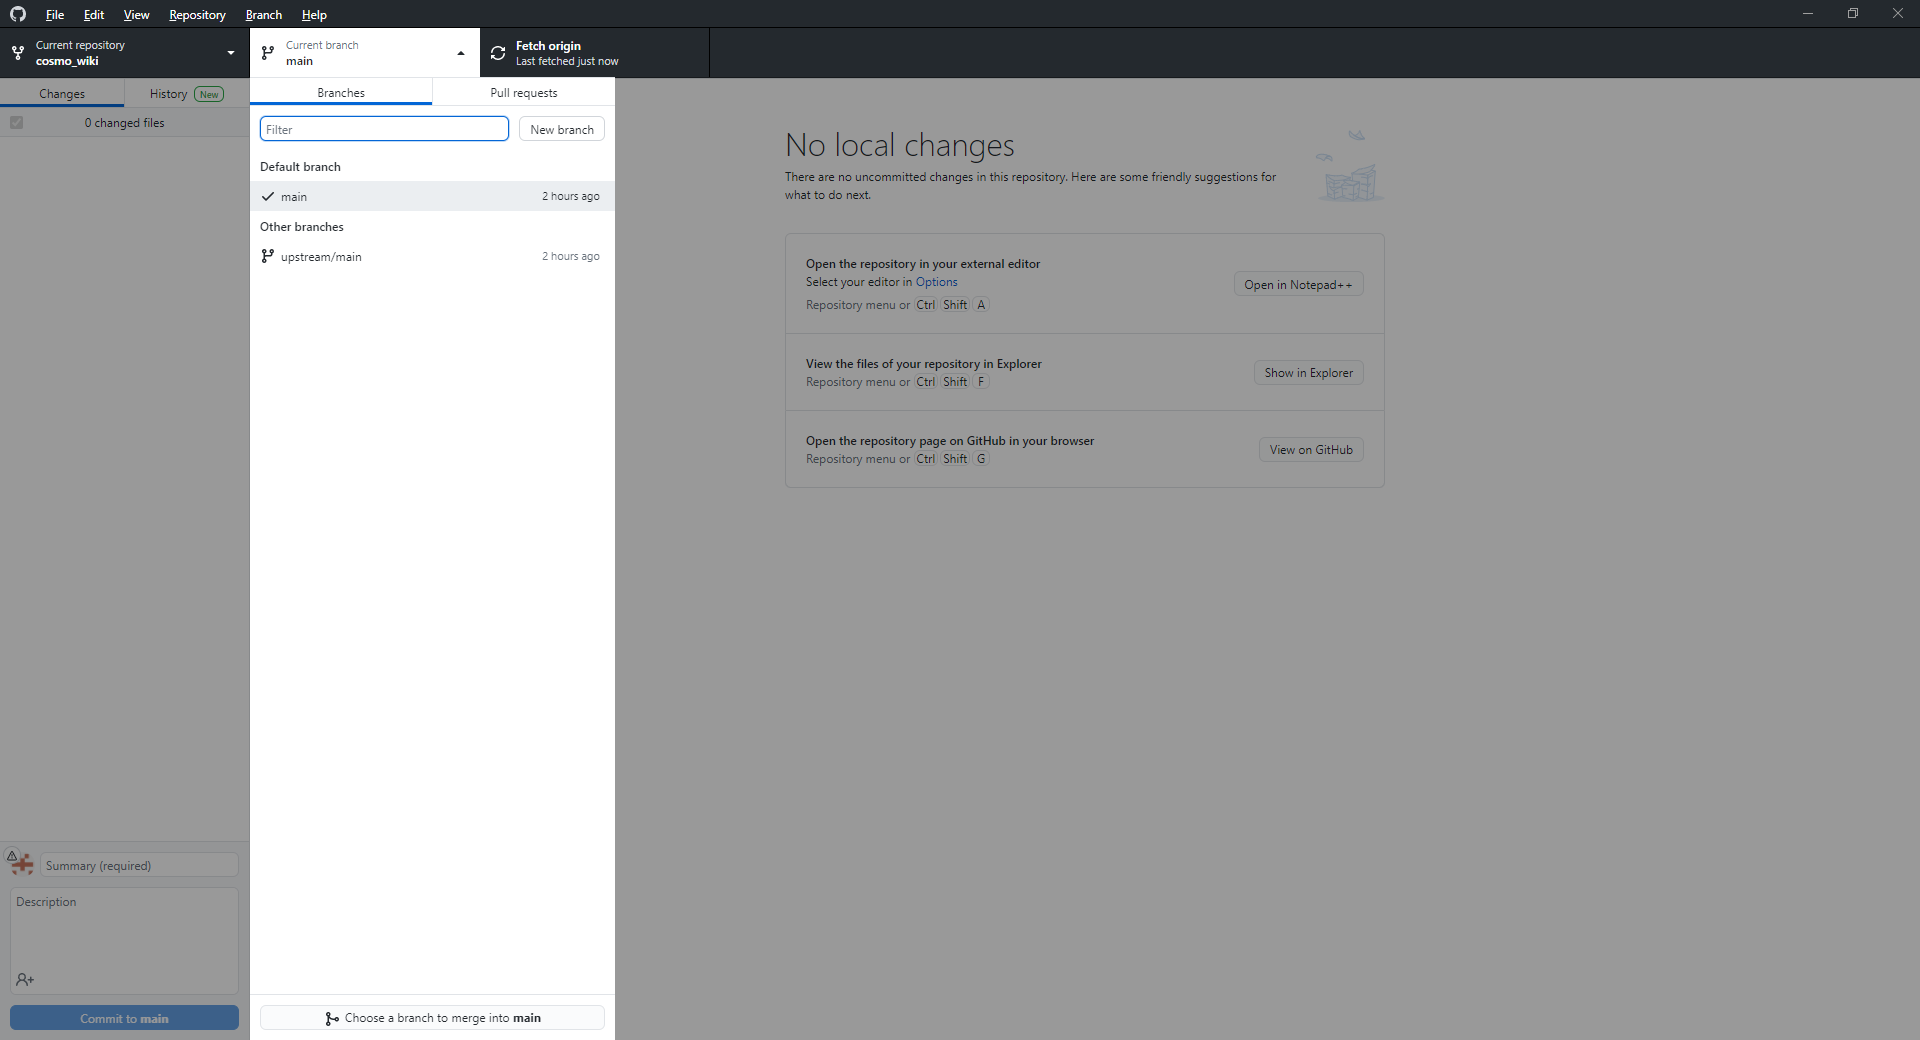 File Edit View Repository Branch Help
Current repository
cosmo_wiki
Current branch
main
Fetch origin
Last fetched just now
Changes
History New
0 changed files
Branches
Pull requests
Filter
New branch
Default branch
main 2 hours ago
Other branches
upstream/main 2 hours ago
No local changes
There are no uncommitted changes in this repository. Here are some friendly suggestions for
what to do next.
Open the repository in your external editor
Select your editor in Options
Repository menu or Ctrl Shift A
Open in Notepad++
View the files of your repository in Explorer
Repository menu or Ctrl Shift F
Show in Explorer
Open the repository page on GitHub in your browser
Repository menu or Ctrl Shift G
View on GitHub
Summary (required)
Description
Commit to main
Choose a branch to merge into main